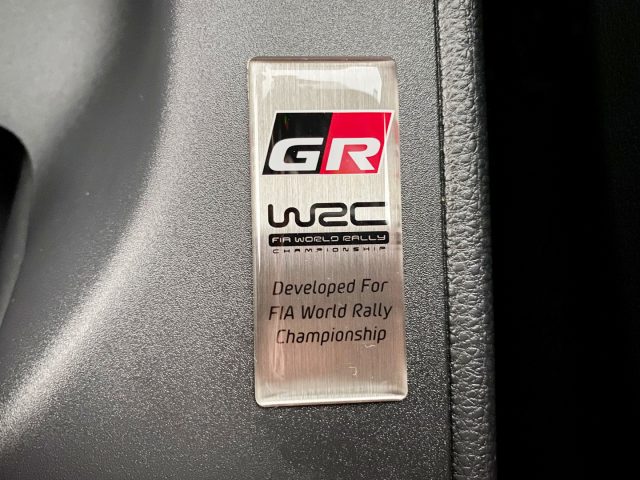 GR
WRC
FIA WORLD RALLY
CHAMPIONSHIP
Developed For
FIA World Rally
Championship